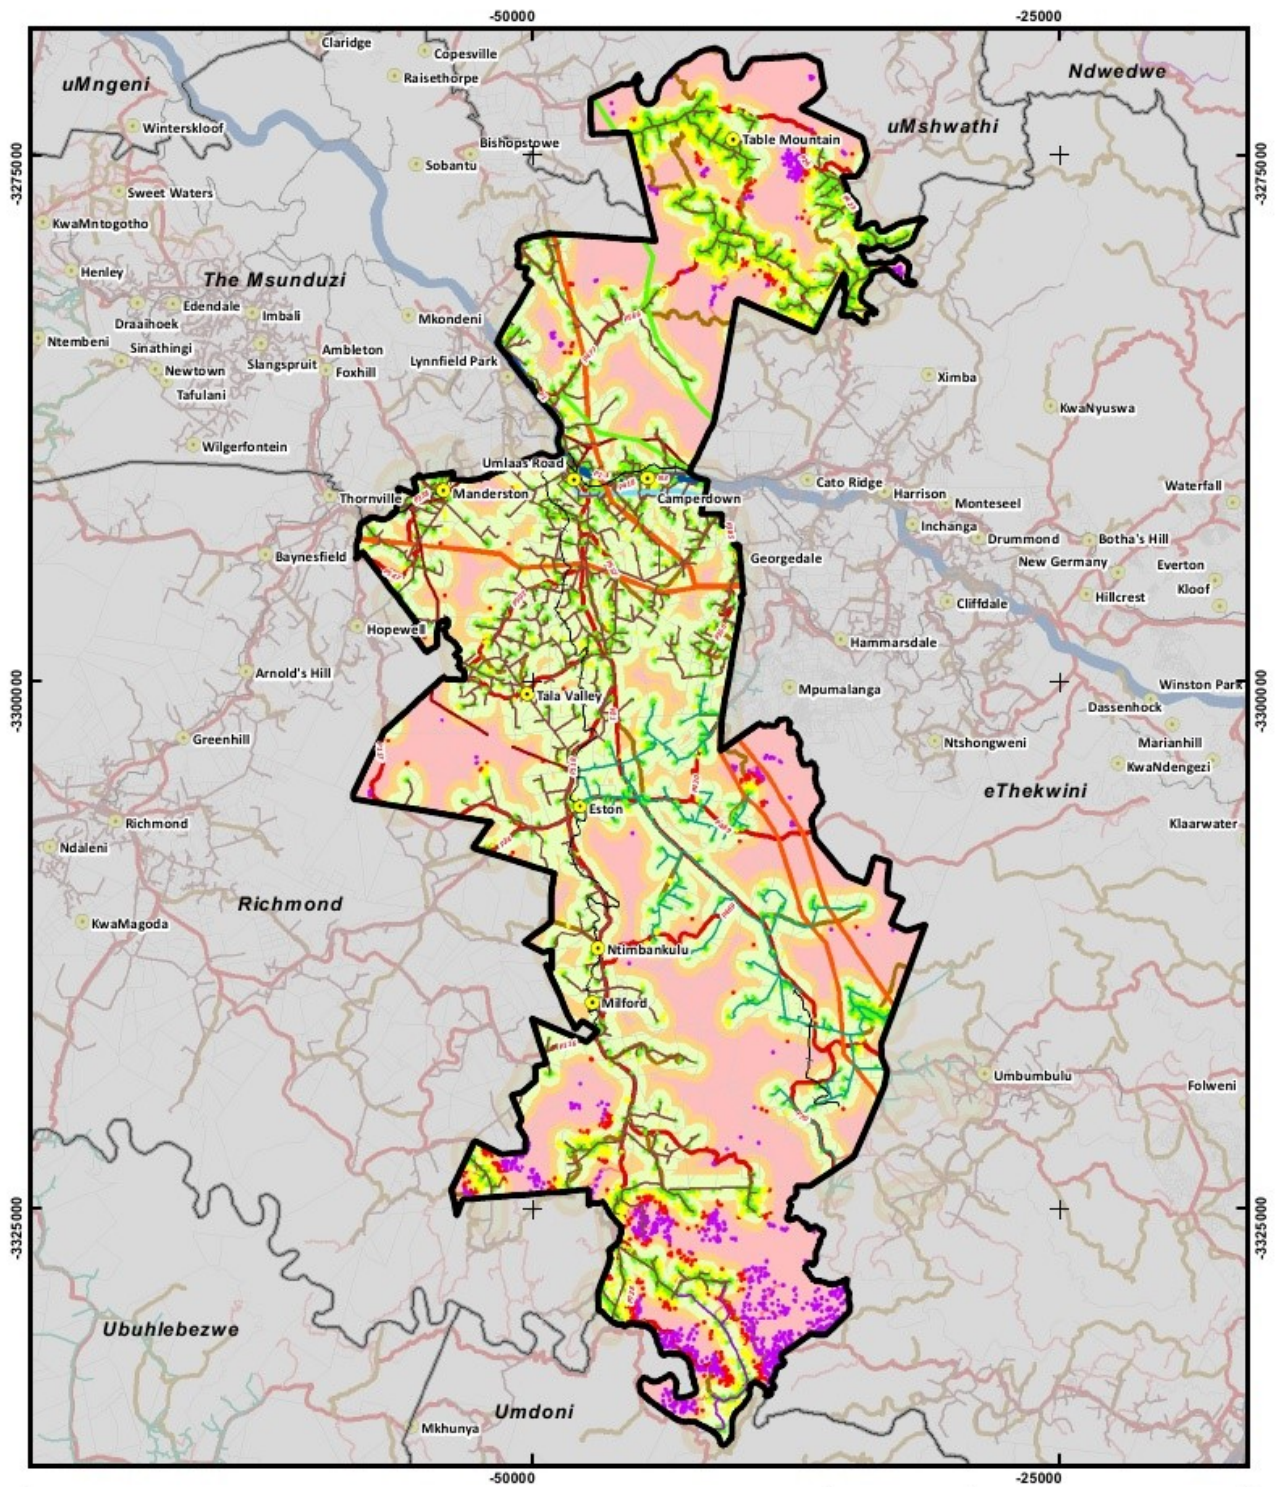 -50000
-25000
Claridge
Copesville
Raisethorpe
uMngeni
Ndwedwe
Winterskloof
Bishopstowe
Table Mountain
uMshwathi
-3275000
-3275000
Sobantu
Sweet Waters
KwaMntogotho
Henley
The Msunduzi
Edendale
Imbali
Draaihoek
Mkondeni
Ntembeni
Sinathingi
Ambleton
Slangspruit
Foxhill
Lynnfield Park
Newtown
Tafulani
Ximba
KwaNyuswa
Wilgerfontein
Umlaas Road
Cato Ridge
Waterfall
Thornville
Manderston
Camperdown
Harrison
Monteseel
Inchanga
Drummond
Botha's Hill
Baynesfield
Georgedale
New Germany
Everton
Kloof
Hillcrest
Cliffdale
Hopewell
Hammarsdale
Arnold's Hill
Tala Valley
Mpumalanga
Winston Park
-3300000
-3300000
Dassenhock
Greenhill
Ntshongweni
Marianhill
KwaNdengezi
eThekwini
Eston
Richmond
Klaarwater
Ndaleni
Richmond
KwaMagoda
Ntimbankulu
Milford
Umbumbulu
Folweni
-3325000
-3325000
Ubuhlebezwe
Umdoni
Mkhunya
-50000
-25000